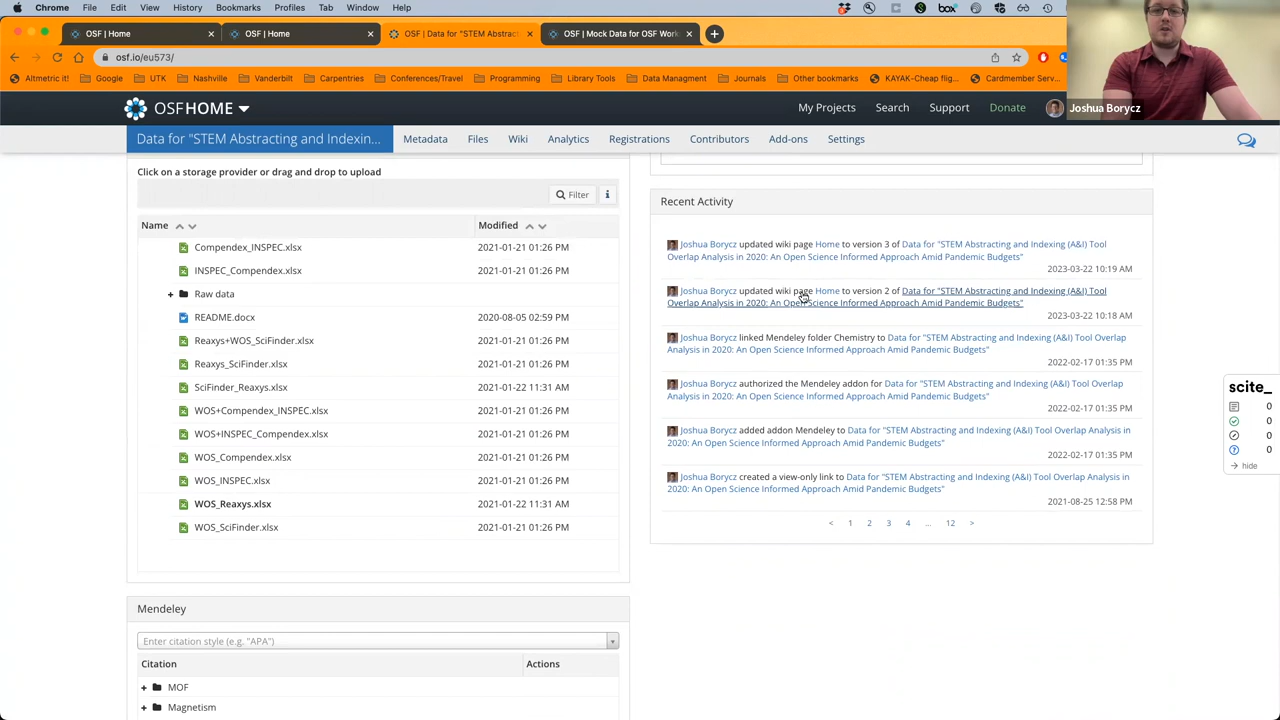 Chrome File Edit View History Bookmarks Profiles Tab Window Help
box
OSF | Home
OSF | Home
OSF | Data for "STEM Abstrac
OSF | Mock Data for OSF Work
osf.io/eu573/
Altmetric it!
Google
UTK
Nashville
Vanderbilt
Carpentries
Conferences/Travel
Programming
Library Tools
Data Managment
Journals
Other bookmarks
KAYAK-Cheap flig...
Cardmember Serv...
Joshua Borycz
OSFHOME
My Projects Search Support Donate
Data for "STEM Abstracting and Indexin...
Metadata Files Wiki Analytics Registrations Contributors Add-ons Settings
Click on a storage provider or drag and drop to upload
Filter i
Name Modified
Compendex_INSPEC.xlsx 2021-01-21 01:26 PM
INSPEC_Compendex.xlsx 2021-01-21 01:26 PM
+ Raw data
README.docx 2020-08-05 02:59 PM
Reaxys+WOS_SciFinder.xlsx 2021-01-21 01:26 PM
Reaxys_SciFinder.xlsx 2021-01-21 01:26 PM
SciFinder_Reaxys.xlsx 2021-01-22 11:31 AM
WOS+Compendex_INSPEC.xlsx 2021-01-21 01:26 PM
WOS+INSPEC_Compendex.xlsx 2021-01-21 01:26 PM
WOS_Compendex.xlsx 2021-01-21 01:26 PM
WOS_INSPEC.xlsx 2021-01-21 01:26 PM
WOS_Reaxys.xlsx 2021-01-22 11:31 AM
WOS_SciFinder.xlsx 2021-01-21 01:26 PM
Mendeley
Enter citation style (e.g. "APA")
Citation Actions
+ MOF
+ Magnetism
Recent Activity
Joshua Borycz updated wiki page Home to version 3 of Data for "STEM Abstracting and Indexing (A&I) Tool
Overlap Analysis in 2020: An Open Science Informed Approach Amid Pandemic Budgets"
2023-03-22 10:19 AM
Joshua Borycz updated wiki page Home to version 2 of Data for "STEM Abstracting and Indexing (A&I) Tool
Overlap Analysis in 2020: An Open Science Informed Approach Amid Pandemic Budgets"
2023-03-22 10:18 AM
Joshua Borycz linked Mendeley folder Chemistry to Data for "STEM Abstracting and Indexing (A&I) Tool Overlap
Analysis in 2020: An Open Science Informed Approach Amid Pandemic Budgets"
2022-02-17 01:35 PM
Joshua Borycz authorized the Mendeley addon for Data for "STEM Abstracting and Indexing (A&I) Tool Overlap
Analysis in 2020: An Open Science Informed Approach Amid Pandemic Budgets"
2022-02-17 01:35 PM
Joshua Borycz added addon Mendeley to Data for "STEM Abstracting and Indexing (A&I) Tool Overlap Analysis in
2020: An Open Science Informed Approach Amid Pandemic Budgets"
2022-02-17 01:35 PM
Joshua Borycz created a view-only link to Data for "STEM Abstracting and Indexing (A&I) Tool Overlap Analysis in
2020: An Open Science Informed Approach Amid Pandemic Budgets"
2021-08-25 12:58 PM
< 1 2 3 4 ... 12 >
scite_
0
0
0
0
hide